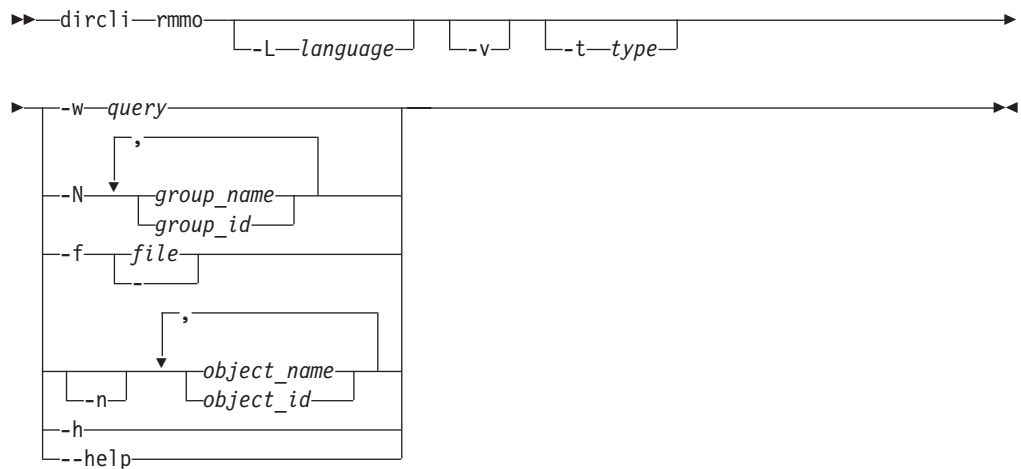 dircli rmmo
-L language -v -t type
-w query
,
-N group_name
group_id
-f file
-
,
object_name
-n object_id
-h
--help